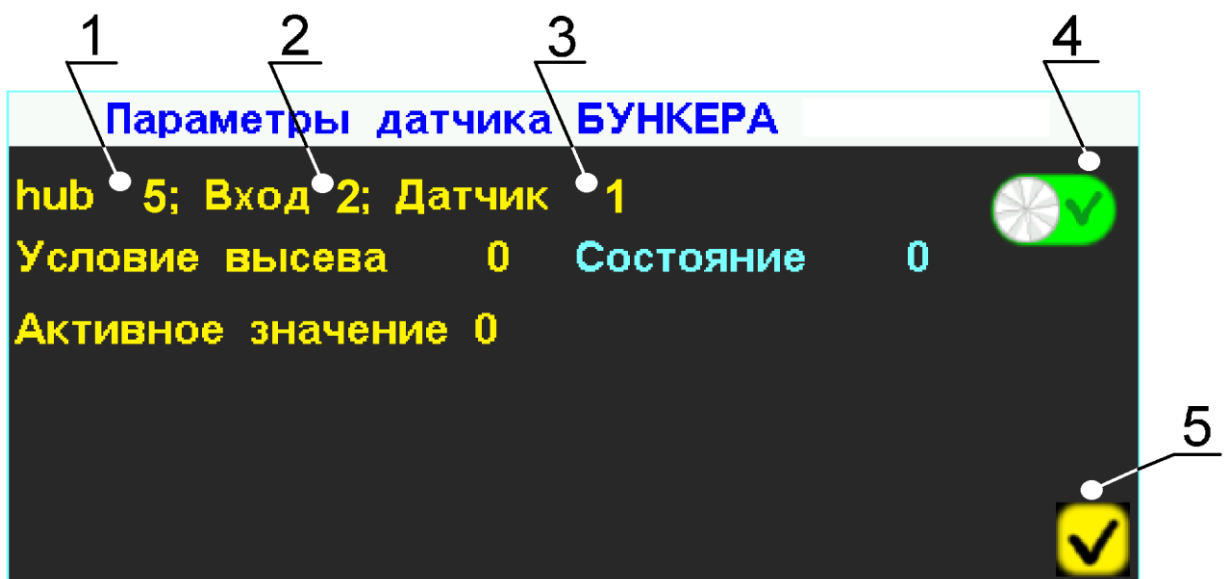 1 2 3 4
Параметры датчика БУНКЕРА
hub 5; Вход 2; Датчик 1
Условие высева 0 Состояние 0
Активное значение 0
5